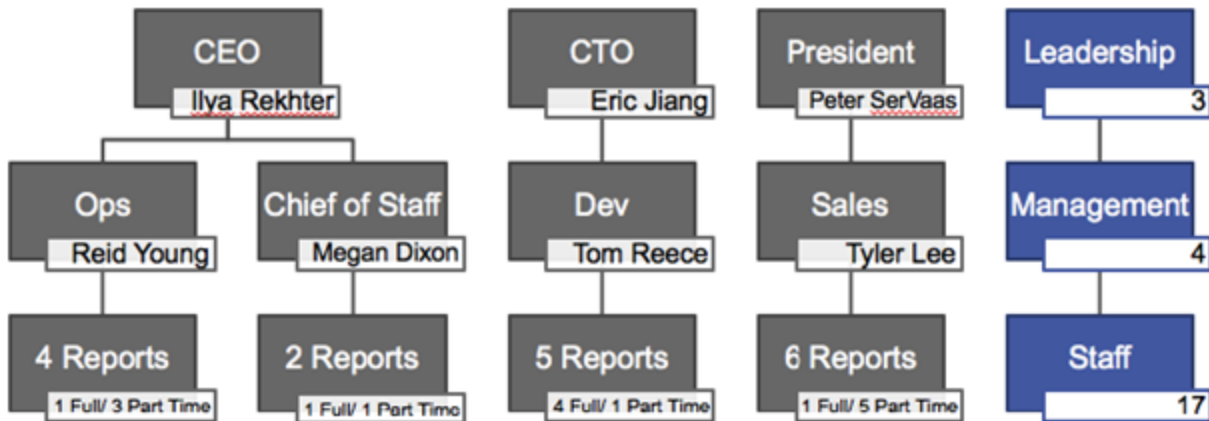 CEO
Ilya Rekhter
CTO
Eric Jiang
President
Peter SerVaas
Leadership
3
Ops
Reid Young
Chief of Staff
Megan Dixon
Dev
Tom Reece
Sales
Tyler Lee
Management
4
4 Reports
1 Full/ 3 Part Time
2 Reports
1 Full/ 1 Part Time
5 Reports
4 Full/ 1 Part Time
6 Reports
1 Full/ 5 Part Time
Staff
17